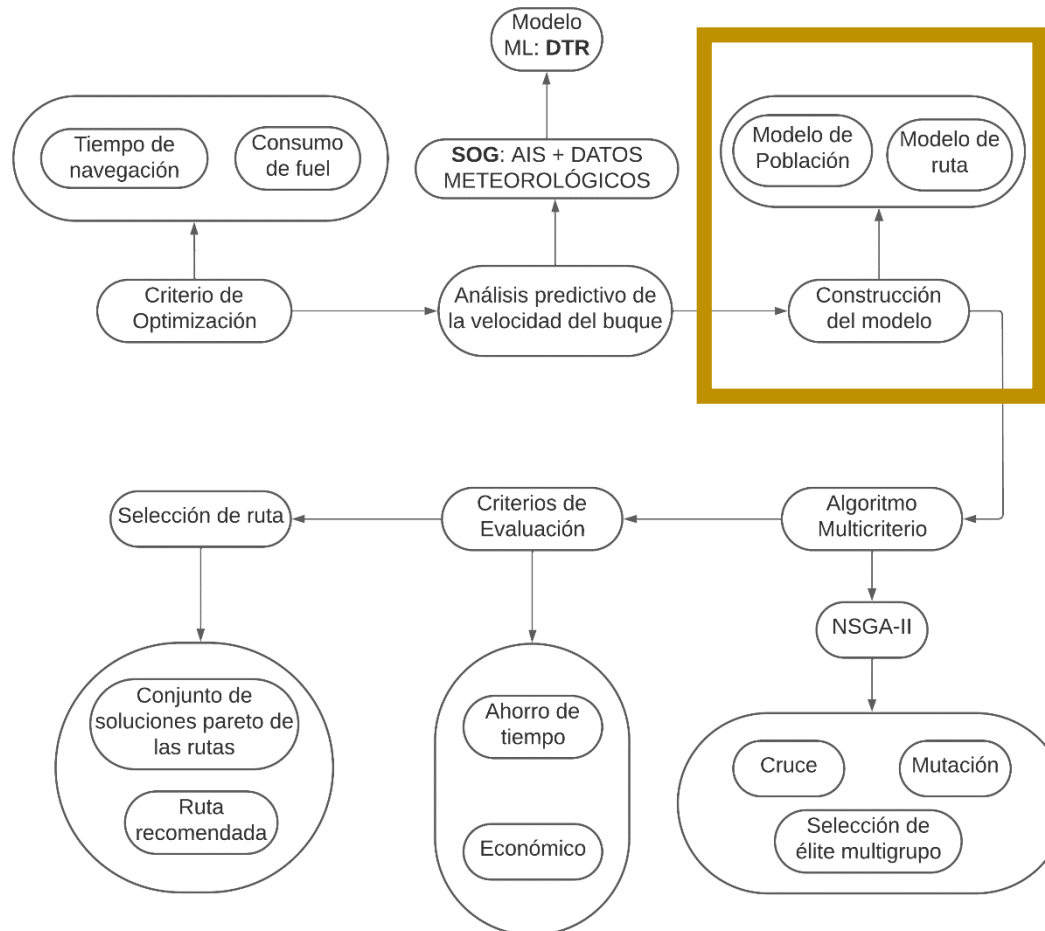 Modelo
ML: DTR
Tiempo de
navegación
Consumo
de fuel
SOG: AIS + DATOS
METEOROLÓGICOS
Modelo de
Población
Modelo de
ruta
Criterio de
Optimización
Análisis predictivo de
la velocidad del buque
Construcción
del modelo
Selección de ruta
Criterios de
Evaluación
Algoritmo
Multicriterio
NSGA-II
Conjunto de
soluciones pareto de
las rutas
Ruta
recomendada
Ahorro de
tiempo
Económico
Cruce
Mutación
Selección de
élite multigrupo